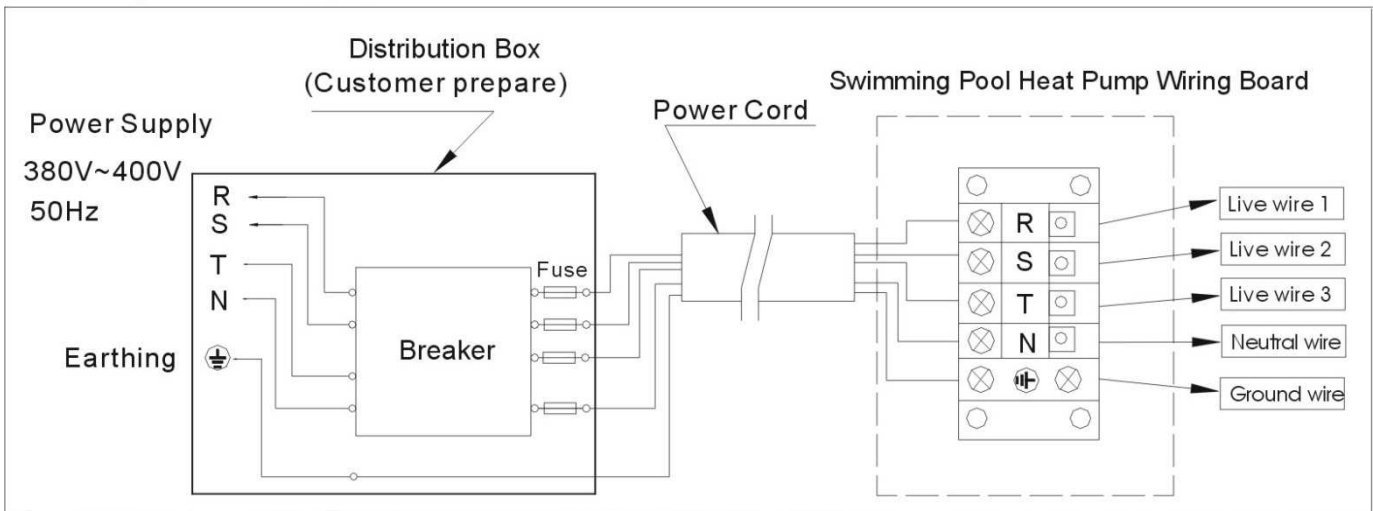 Distribution Box
(Customer prepare)
Swimming Pool Heat Pump Wiring Board
Power Cord
Power Supply
380V~400V
50Hz
R
S
T
N
Earthing
Fuse
Breaker
R
S
T
N
Live wire 1
Live wire 2
Live wire 3
Neutral wire
Ground wire